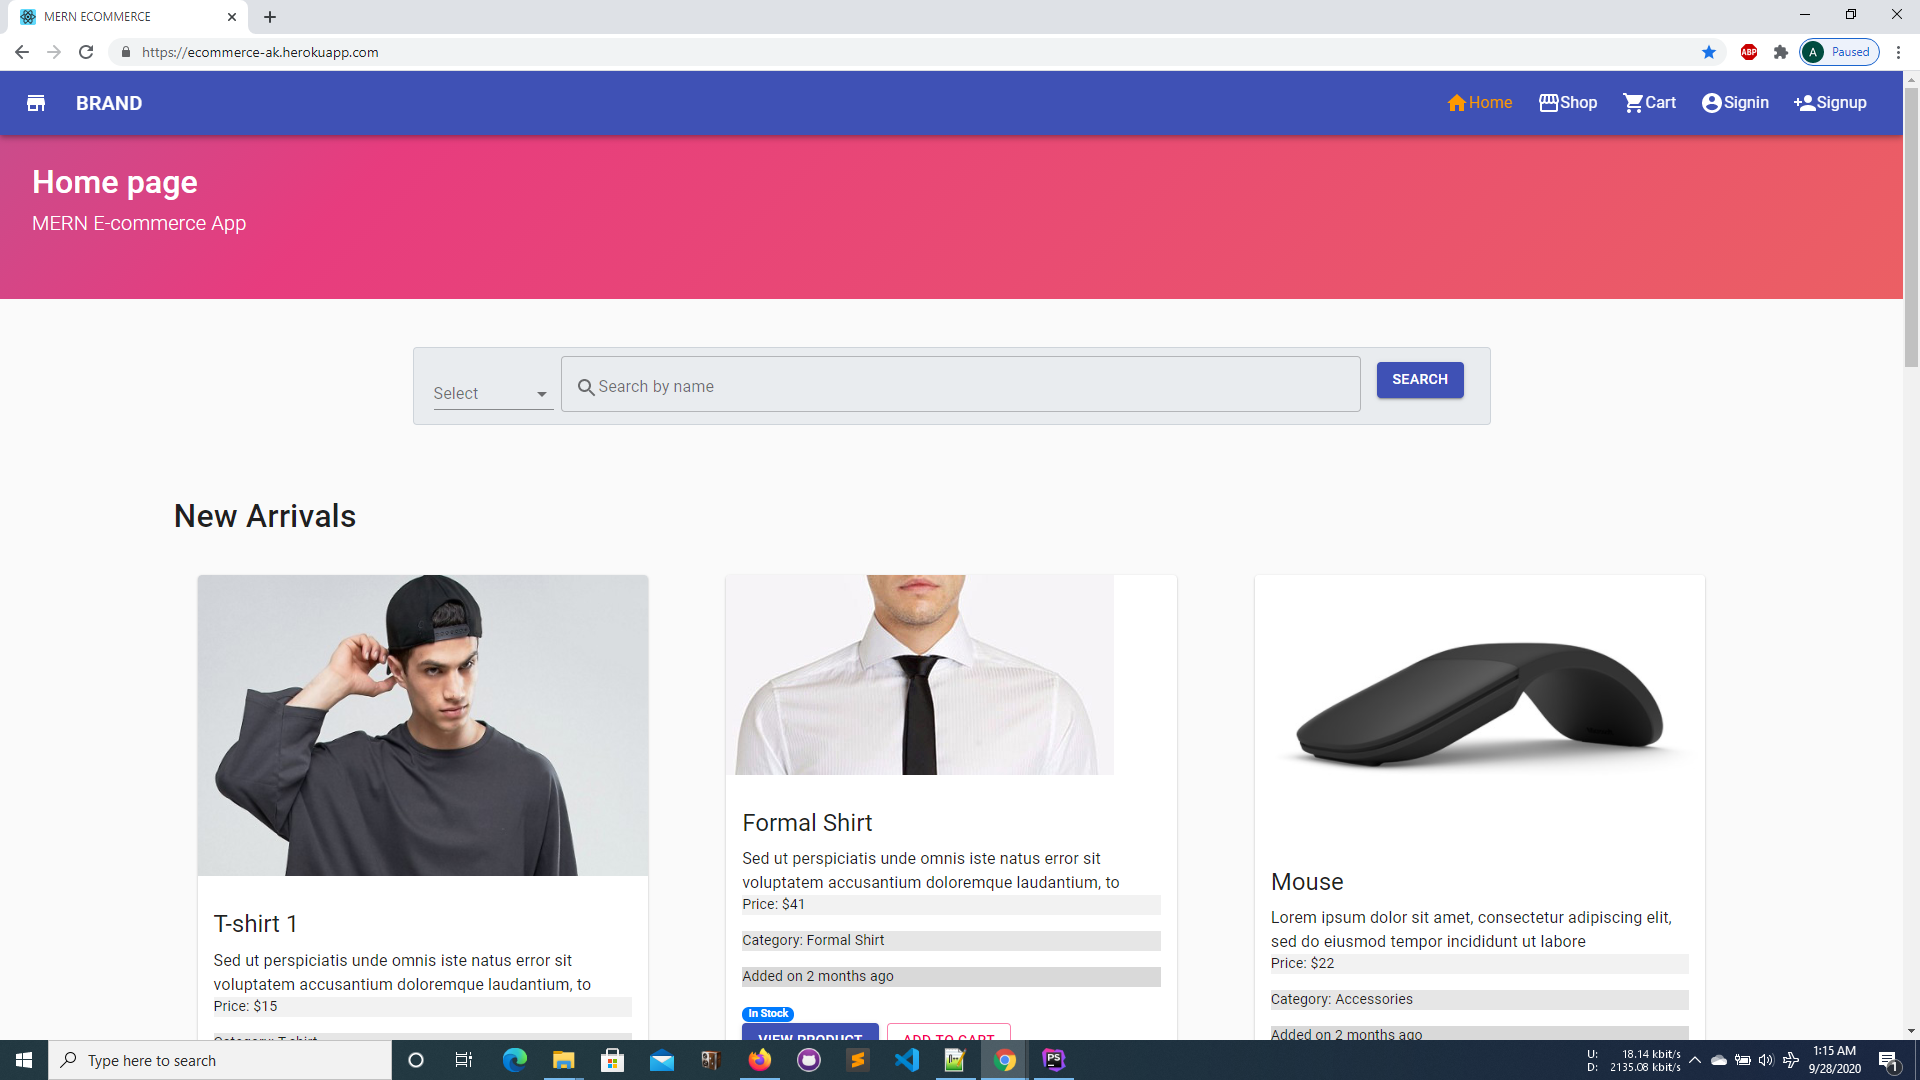 MERN ECOMMERCE
https://ecommerce-ak.herokuapp.com
ABP
A Paused
BRAND
Home Shop Cart Signin Signup
Home page
MERN E-commerce App
Select
Search by name
SEARCH
New Arrivals
T-shirt 1
Sed ut perspiciatis unde omnis iste natus error sit
voluptatem accusantium doloremque laudantium, to
Price: $15
Category: T-shirt
Formal Shirt
Sed ut perspiciatis unde omnis iste natus error sit
voluptatem accusantium doloremque laudantium, to
Price: $41
Category: Formal Shirt
Added on 2 months ago
In Stock
VIEW PRODUCT ADD TO CART
Mouse
Lorem ipsum dolor sit amet, consectetur adipiscing elit,
sed do eiusmod tempor incididunt ut labore
Price: $22
Category: Accessories
Added on 2 months ago
Type here to search
PS
U: 18.14 kbit/s
D: 2135.08 kbit/s
1:15 AM
9/28/2020
1